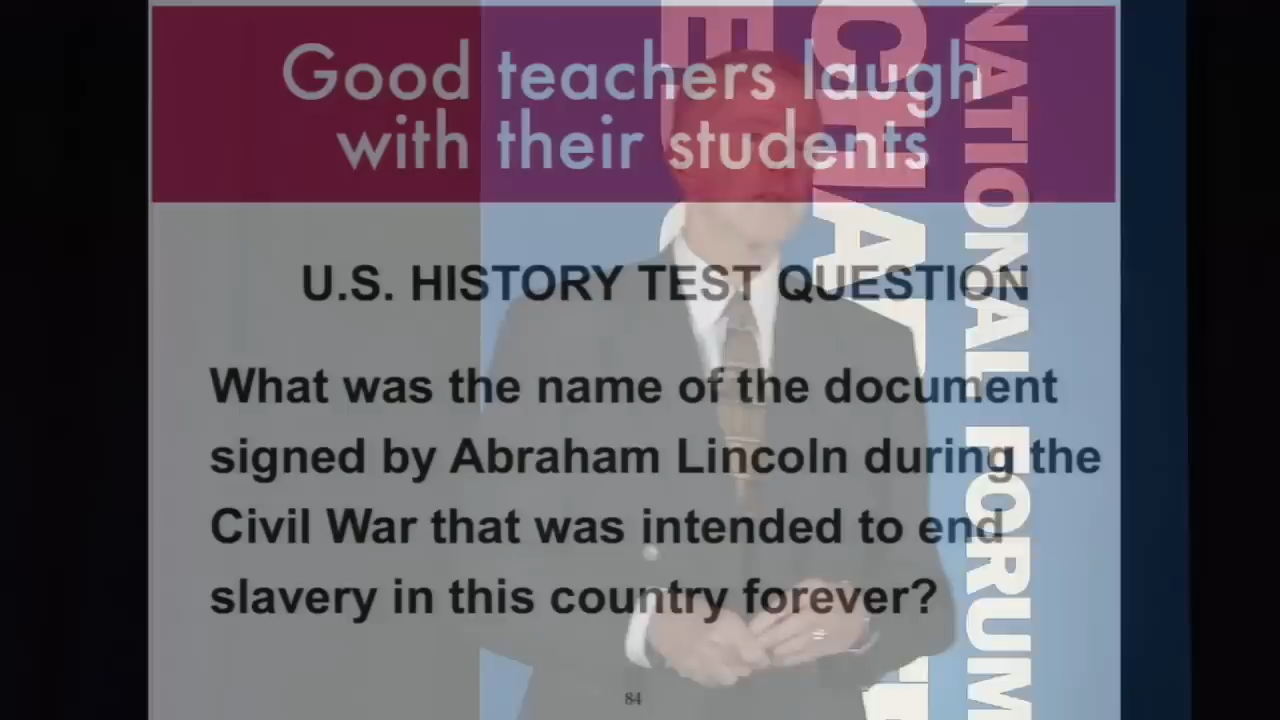 Good teachers laugh
with their students
U.S. HISTORY TEST QUESTION
What was the name of the document
signed by Abraham Lincoln during the
Civil War that was intended to end
slavery in this country forever?
84
NATIONAL FORUM